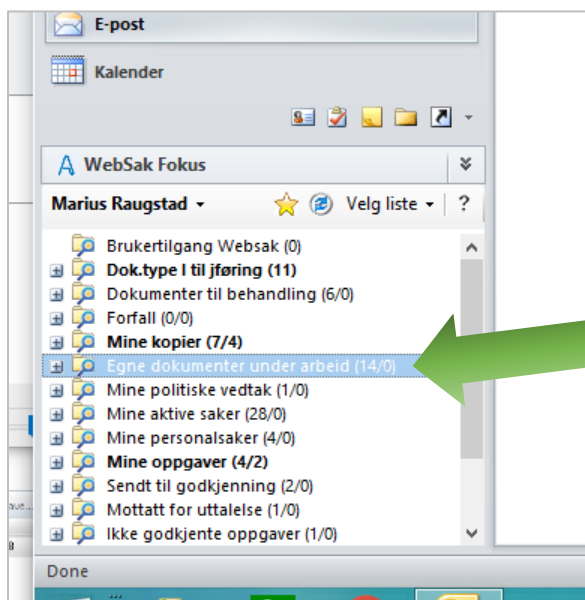 E-post
Kalender
WebSak Fokus
Marius Raugstad
Velg liste
?
Brukertilgang Websak (0)
Dok.type I til jføring (11)
Dokumenter til behandling (6/0)
Forfall (0/0)
Mine kopier (7/4)
Egne dokumenter under arbeid (14/0)
Mine politiske vedtak (1/0)
Mine aktive saker (28/0)
Mine personalsaker (4/0)
Mine oppgaver (4/2)
Sendt til godkjenning (2/0)
Mottatt for uttalelse (1/0)
Ikke godkjente oppgaver (1/0)
Done